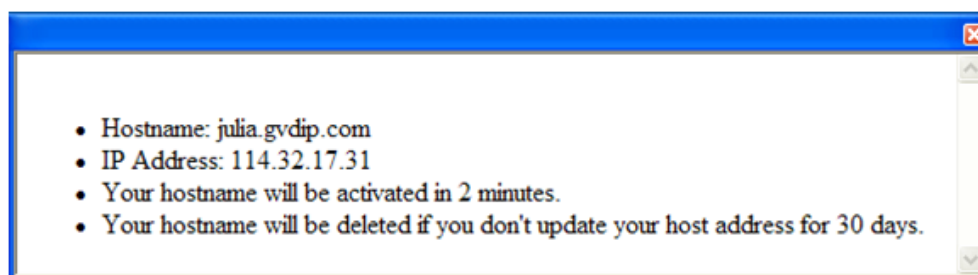 Hostname: julia.gvdip.com
IP Address: 114.32.17.31
Your hostname will be activated in 2 minutes.
Your hostname will be deleted if you don't update your host address for 30 days.